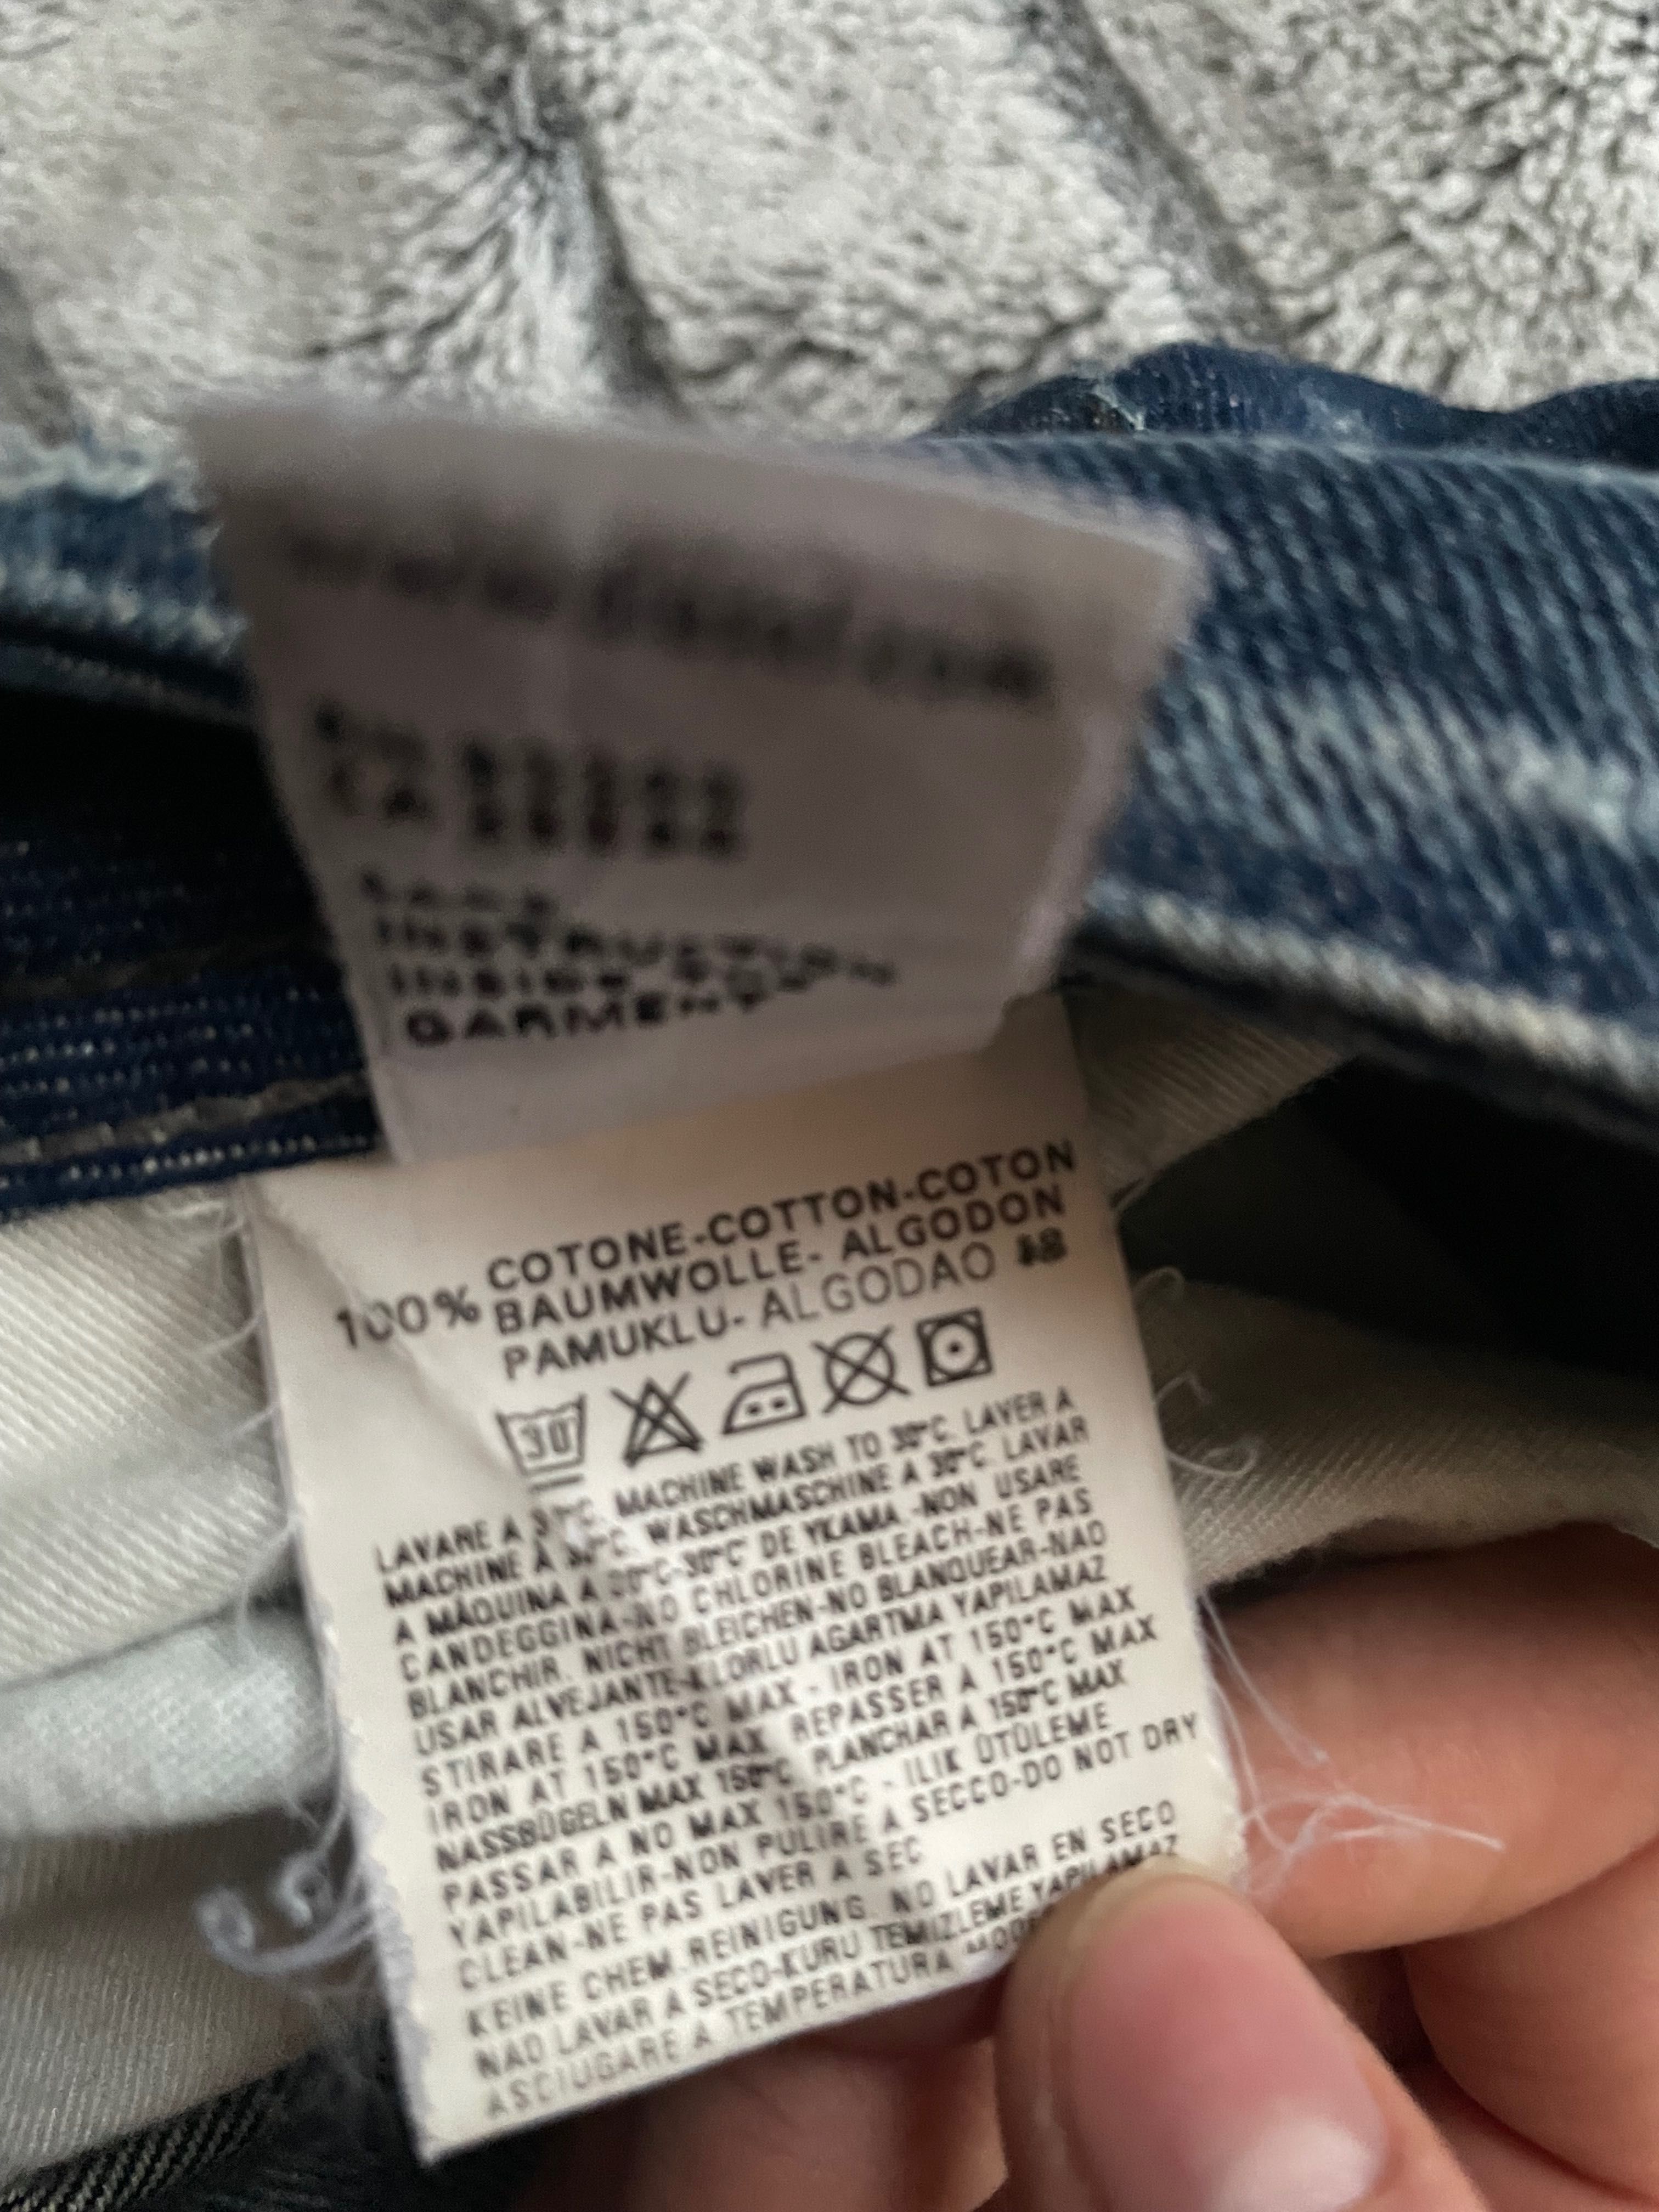 INSTRUCTION
INSIDE
GARMENT
COTONE-COTTON-COTON
100% BAUMWOLLE- ALGODON
PAMUKLU- ALGODAO 18
30
LAVARE A 30°C. MACHINE WASH TO 30°C. LAVER A
MACHINE A 30°C. WASCHMASCHINE A 30°C. LAVAR
A MÁQUINA A 30°C-30°C DE YKAMA -NON USARE
CANDEGGINA-NO CHLORINE BLEACH-NE PAS
BLANCHIR. NICHT BLEICHEN-NO BLANQUEAR-NAO
USAR ALVEJANTE-KLORLU AGARTMA YAPILAMAZ
STIRARE A 150°C MAX - IRON AT 150°C MAX
IRON AT 150°C MAX REPASSER A 150°C MAX
NASSBÜGELN MAX 150°C PLANCHAR A 150°C MAX
PASSAR A NO MAX 150°C - ILIK ÜTÜLEME
YAPILABILIR-NON PULIRE A SECCO-DO NOT DRY
CLEAN-NE PAS LAVER A SEC
KEINE CHEM.REINIGUNG NO LAVAR EN SECO
NAO LAVAR A SECO-KURU TEMIZLEME YAPILAMAZ
ASCIUGARE A TEMPERATURA